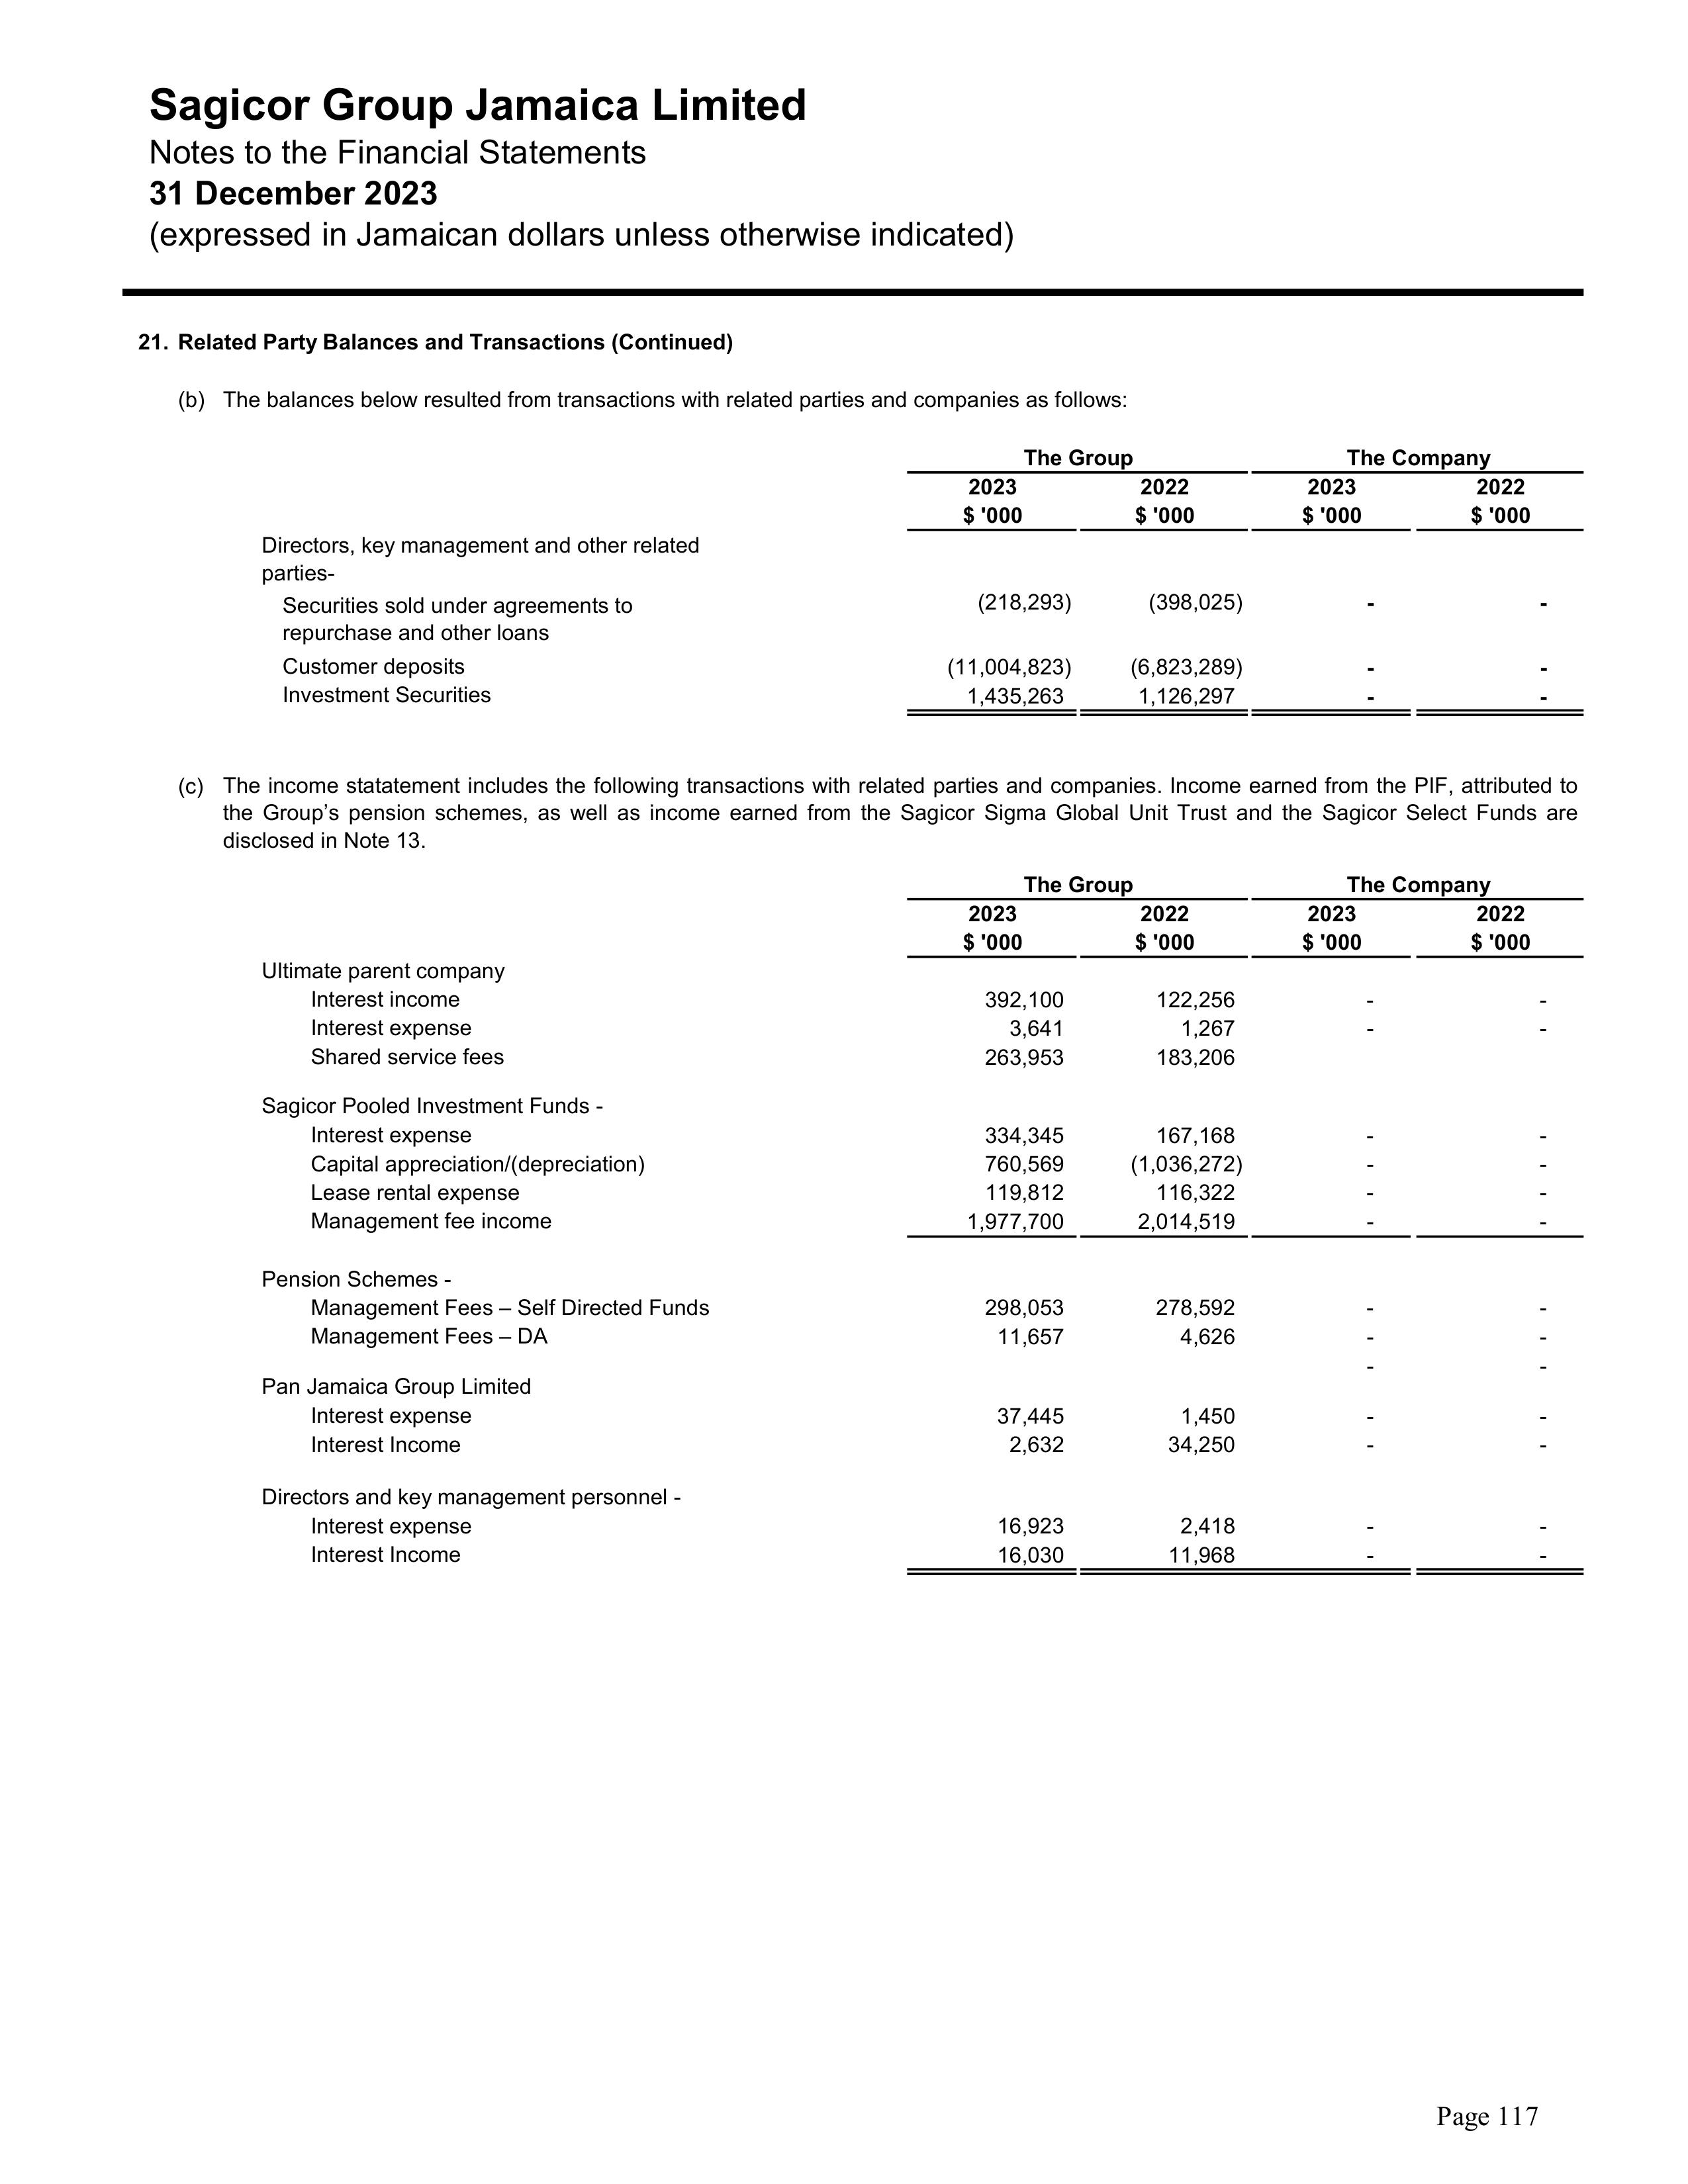 Sagicor Group Jamaica Limited
Notes to the Financial Statements
31 December 2023
(expressed in Jamaican dollars unless otherwise indicated)
21. Related Party Balances and Transactions (Continued)
(b) The balances below resulted from transactions with related parties and companies as follows:
The Group The Company
2023 2022 2023 2022
$ '000 $ '000 $ '000 $ '000
Directors, key management and other related
parties-
Securities sold under agreements to (218,293) (398,025) - -
repurchase and other loans
Customer deposits (11,004,823) (6,823,289) - -
Investment Securities 1,435,263 1,126,297 - -
(c) The income statatement includes the following transactions with related parties and companies. Income earned from the PIF, attributed to
the Group’s pension schemes, as well as income earned from the Sagicor Sigma Global Unit Trust and the Sagicor Select Funds are
disclosed in Note 13.
The Group The Company
2023 2022 2023 2022
$ '000 $ '000 $ '000 $ '000
Ultimate parent company
Interest income 392,100 122,256 - -
Interest expense 3,641 1,267 - -
Shared service fees 263,953 183,206
Sagicor Pooled Investment Funds -
Interest expense 334,345 167,168 - -
Capital appreciation/(depreciation) 760,569 (1,036,272) - -
Lease rental expense 119,812 116,322 - -
Management fee income 1,977,700 2,014,519 - -
Pension Schemes -
Management Fees – Self Directed Funds 298,053 278,592 - -
Management Fees – DA 11,657 4,626 - -
- -
Pan Jamaica Group Limited
Interest expense 37,445 1,450 - -
Interest Income 2,632 34,250 - -
Directors and key management personnel -
Interest expense 16,923 2,418 - -
Interest Income 16,030 11,968 - -
Page 117